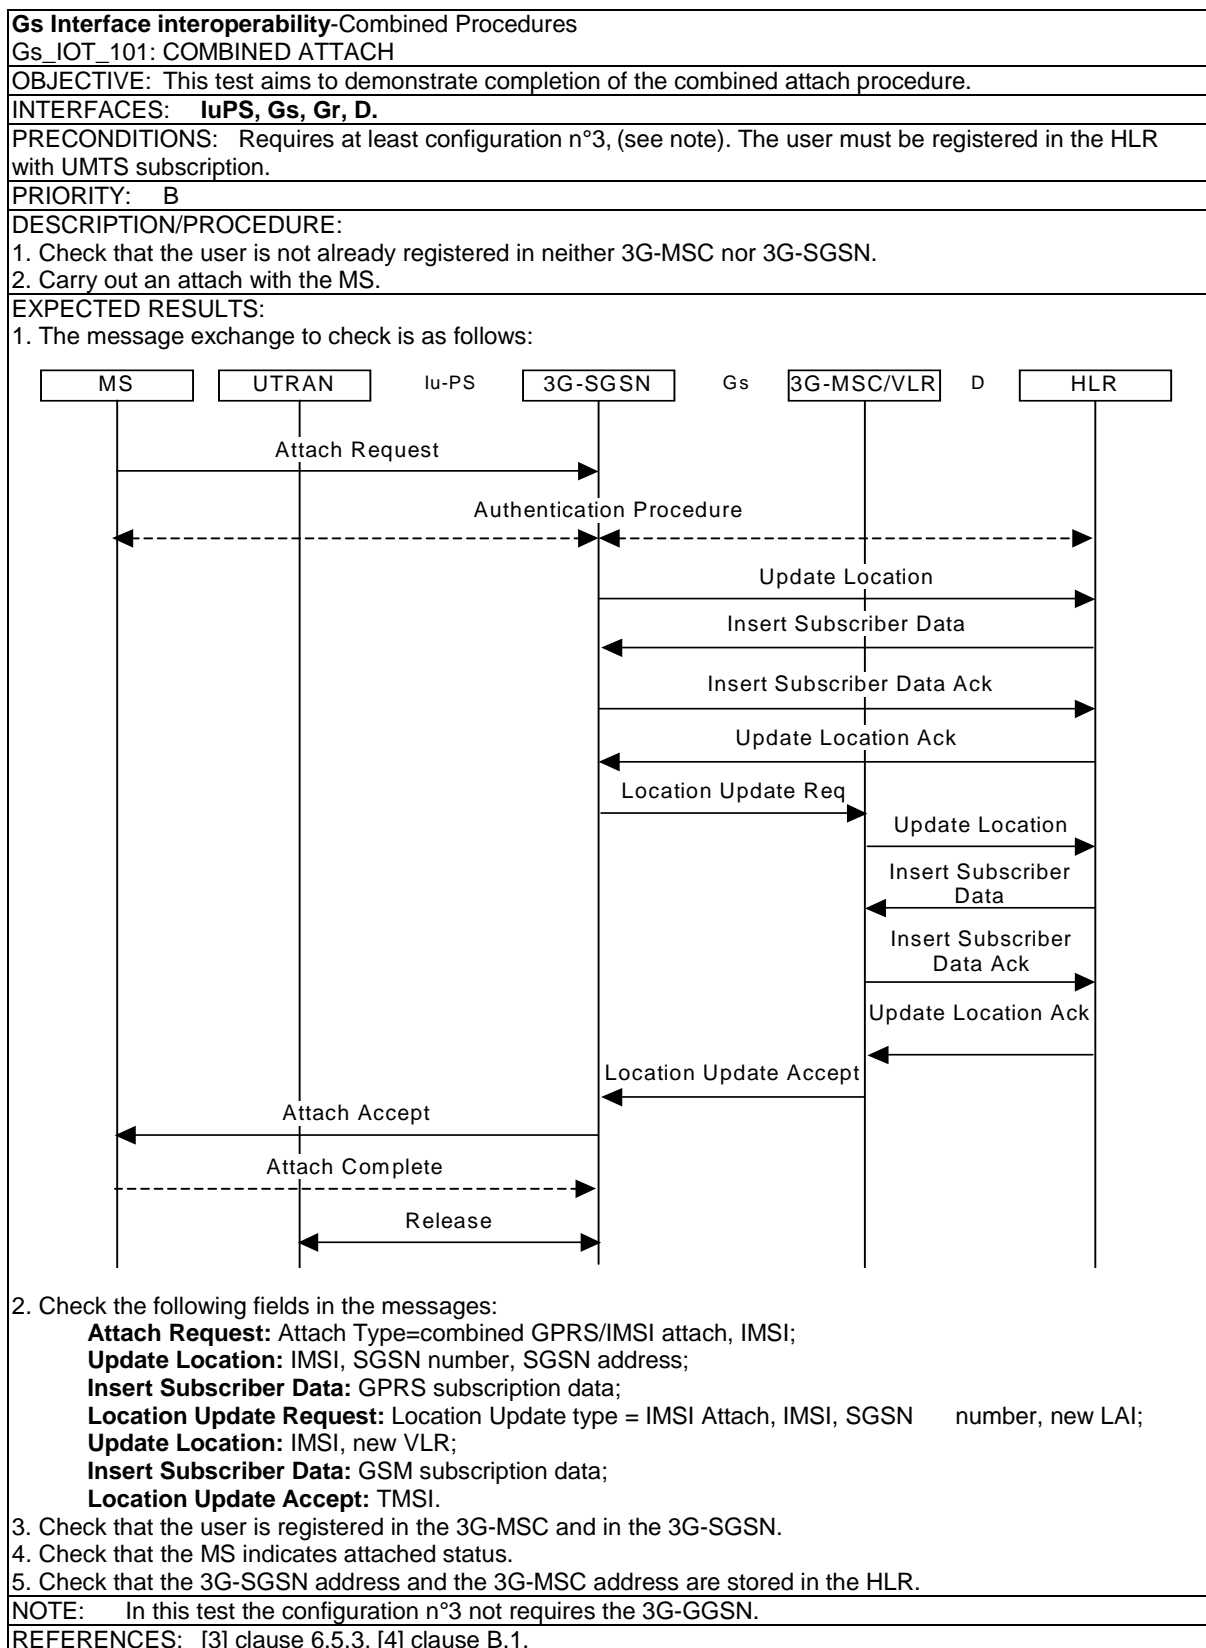 Gs Interface interoperability-Combined Procedures
Gs_IOT_101: COMBINED ATTACH
OBJECTIVE: This test aims to demonstrate completion of the combined attach procedure.
INTERFACES: IuPS, Gs, Gr, D.
PRECONDITIONS: Requires at least configuration n°3, (see note). The user must be registered in the HLR
with UMTS subscription.
PRIORITY: B
DESCRIPTION/PROCEDURE:
1. Check that the user is not already registered in neither 3G-MSC nor 3G-SGSN.
2. Carry out an attach with the MS.
EXPECTED RESULTS:
1. The message exchange to check is as follows:
MS UTRAN Iu-PS 3G-SGSN Gs 3G-MSC/VLR D HLR
Attach Request
Authentication Procedure
Update Location
Insert Subscriber Data
Insert Subscriber Data Ack
Update Location Ack
Location Update Req
Update Location
Insert Subscriber
Data
Insert Subscriber
Data Ack
Update Location Ack
Location Update Accept
Attach Accept
Attach Complete
Release
2. Check the following fields in the messages:
Attach Request: Attach Type=combined GPRS/IMSI attach, IMSI;
Update Location: IMSI, SGSN number, SGSN address;
Insert Subscriber Data: GPRS subscription data;
Location Update Request: Location Update type = IMSI Attach, IMSI, SGSN number, new LAI;
Update Location: IMSI, new VLR;
Insert Subscriber Data: GSM subscription data;
Location Update Accept: TMSI.
3. Check that the user is registered in the 3G-MSC and in the 3G-SGSN.
4. Check that the MS indicates attached status.
5. Check that the 3G-SGSN address and the 3G-MSC address are stored in the HLR.
NOTE: In this test the configuration n°3 not requires the 3G-GGSN.
REFERENCES: [3] clause 6.5.3, [4] clause B.1.